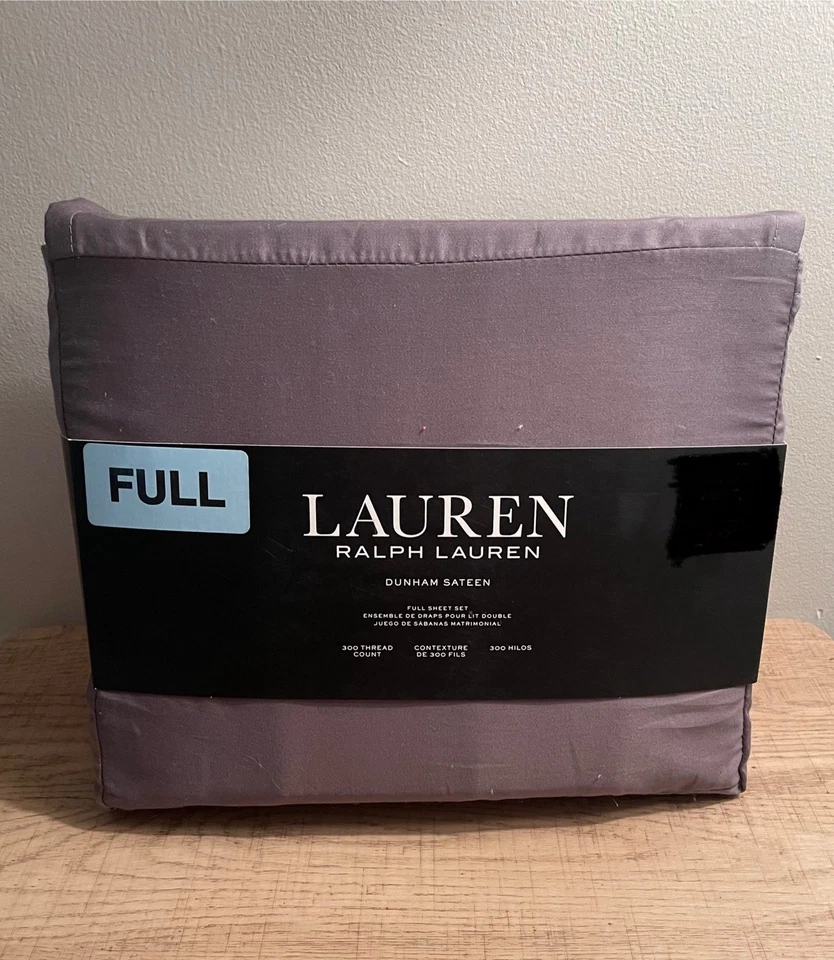 FULL
LAUREN
RALPH LAUREN
DUNHAM SATEEN
FULL SHEET SET
ENSEMBLE DE DRAPS POUR LIT DOUBLE
JUEGO DE SÁBANAS MATRIMONIAL
300 THREAD COUNT
CONTEXTURE DE 300 FILS
300 HILOS